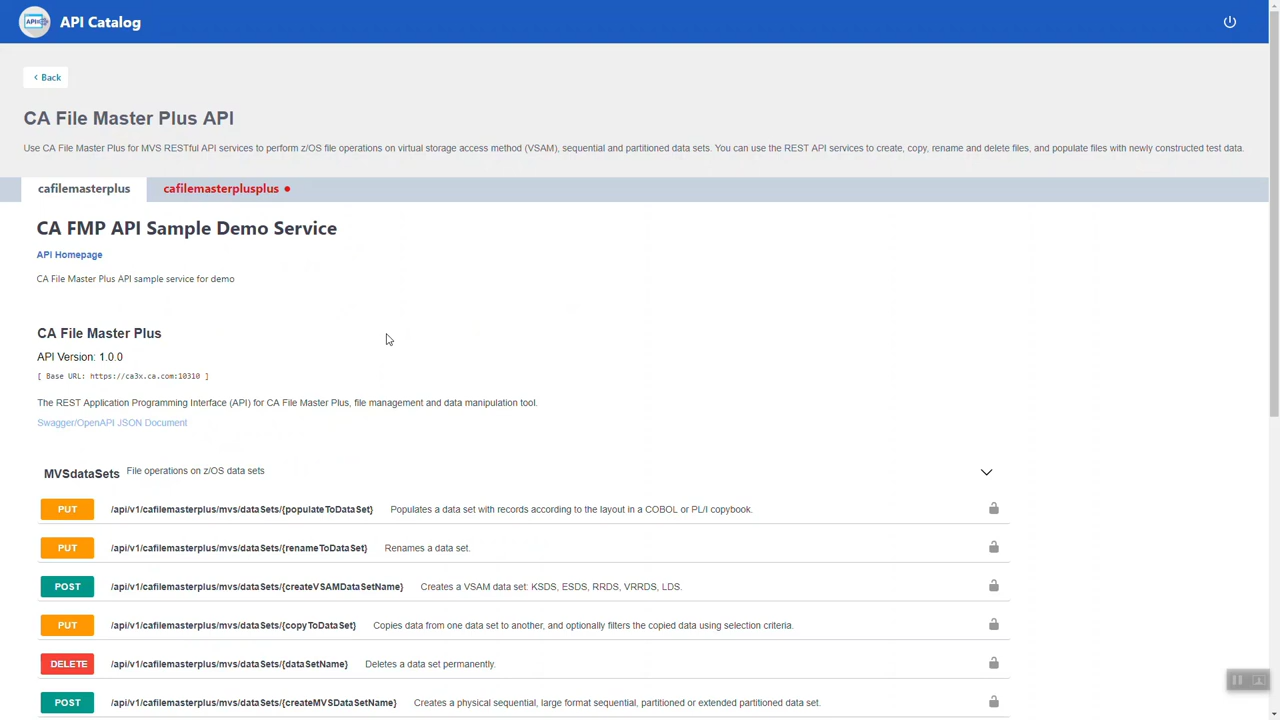 API
API Catalog
Back
CA File Master Plus API
Use CA File Master Plus for MVS RESTful API services to perform z/OS file operations on virtual storage access method (VSAM), sequential and partitioned data sets. You can use the REST API services to create, copy, rename and delete files, and populate files with newly constructed test data.
cafilemasterplus cafilemasterplusplus
CA FMP API Sample Demo Service
API Homepage
CA File Master Plus API sample service for demo
CA File Master Plus
API Version: 1.0.0
[ Base URL: https://ca3x.ca.com:10310 ]
The REST Application Programming Interface (API) for CA File Master Plus, file management and data manipulation tool.
Swagger/OpenAPI JSON Document
MVSdataSets File operations on z/OS data sets
PUT /api/v1/cafilemasterplus/mvs/dataSets/{populateToDataSet} Populates a data set with records according to the layout in a COBOL or PL/I copybook.
PUT /api/v1/cafilemasterplus/mvs/dataSets/{renameToDataSet} Renames a data set.
POST /api/v1/cafilemasterplus/mvs/dataSets/{createVSAMDataSetName} Creates a VSAM data set: KSDS, ESDS, RRDS, VRRDS, LDS.
PUT /api/v1/cafilemasterplus/mvs/dataSets/{copyToDataSet} Copies data from one data set to another, and optionally filters the copied data using selection criteria.
DELETE /api/v1/cafilemasterplus/mvs/dataSets/{dataSetName} Deletes a data set permanently.
POST /api/v1/cafilemasterplus/mvs/dataSets/{createMVSDataSetName} Creates a physical sequential, large format sequential, partitioned or extended partitioned data set.